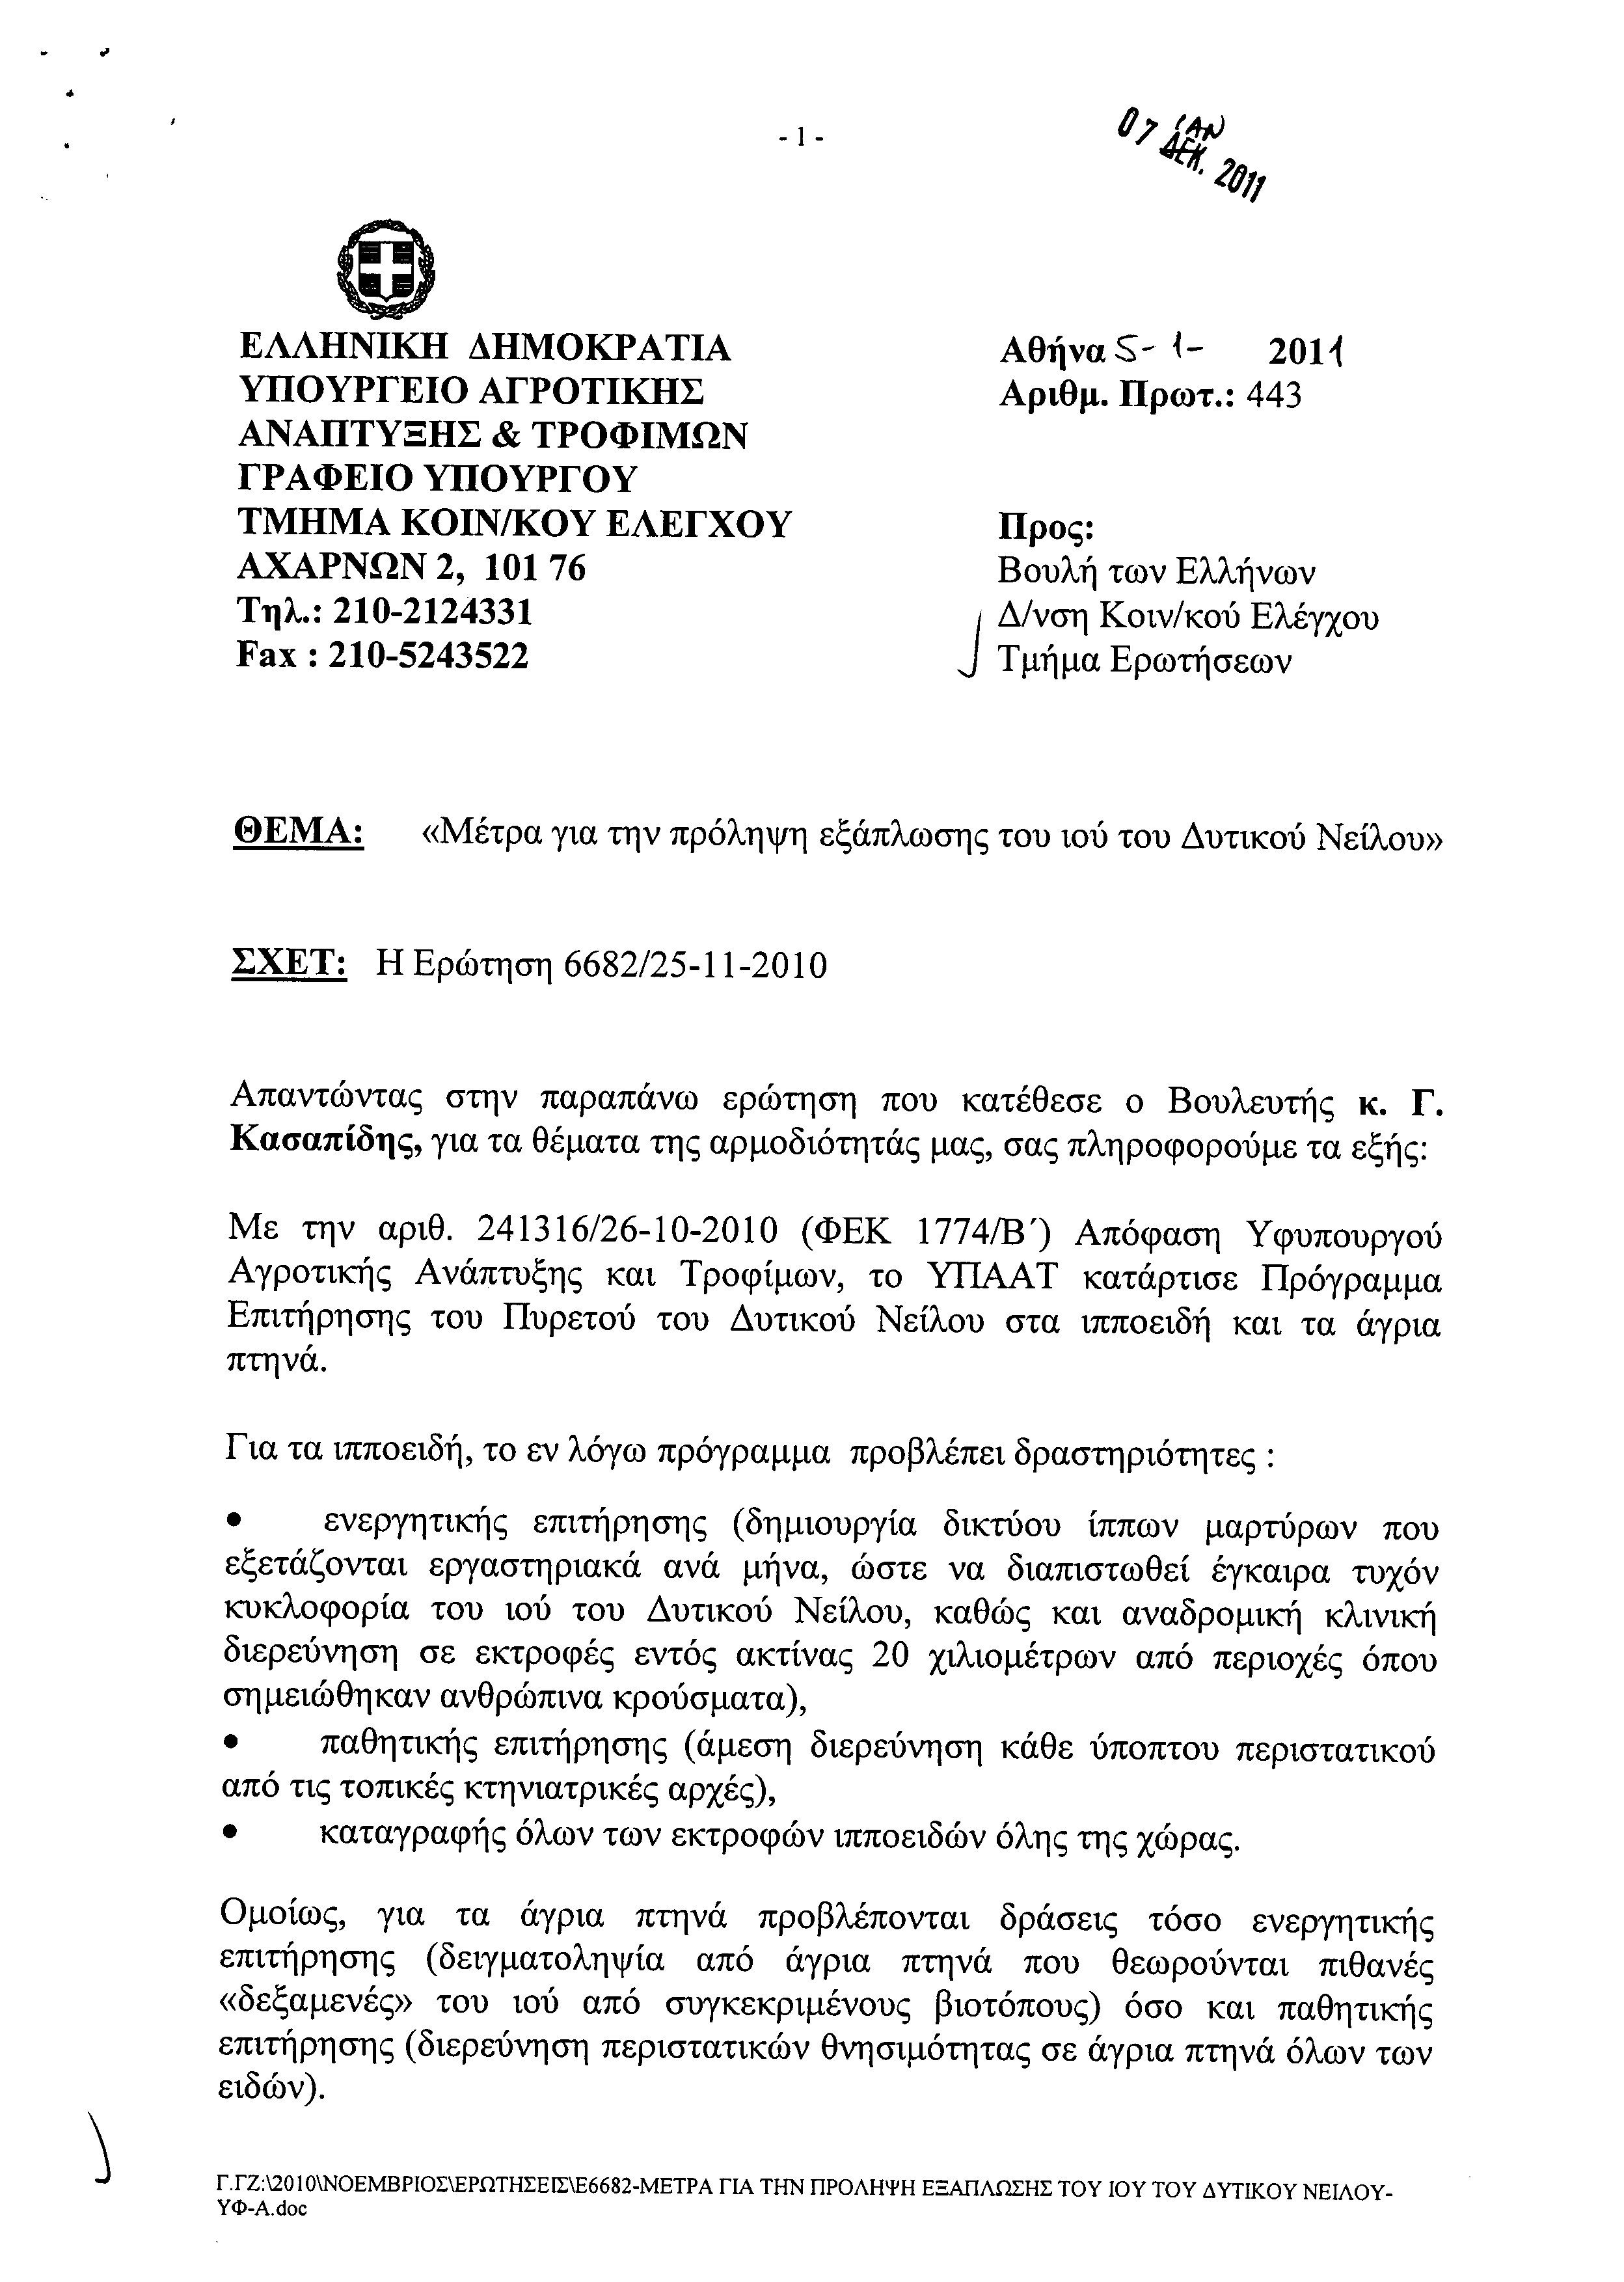 - 1 -
07 ΙΑΝ ΔΕΚ. 2011
ΕΛΛΗΝΙΚΗ ΔΗΜΟΚΡΑΤΙΑ
ΥΠΟΥΡΓΕΙΟ ΑΓΡΟΤΙΚΗΣ
ΑΝΑΠΤΥΞΗΣ & ΤΡΟΦΙΜΩΝ
ΓΡΑΦΕΙΟ ΥΠΟΥΡΓΟΥ
ΤΜΗΜΑ ΚΟΙΝ/ΚΟΥ ΕΛΕΓΧΟΥ
ΑΧΑΡΝΩΝ 2, 101 76
Τηλ.: 210-2124331
Fax : 210-5243522
Αθήνα 5- 1- 2011
Αριθμ. Πρωτ.: 443
Προς:
Βουλή των Ελλήνων
Δ/νση Κοιν/κού Ελέγχου
Τμήμα Ερωτήσεων
ΘΕΜΑ: «Μέτρα για την πρόληψη εξάπλωσης του ιού του Δυτικού Νείλου»
ΣΧΕΤ: Η Ερώτηση 6682/25-11-2010
Απαντώντας στην παραπάνω ερώτηση που κατέθεσε ο Βουλευτής κ. Γ.
Κασαπίδης, για τα θέματα της αρμοδιότητάς μας, σας πληροφορούμε τα εξής:
Με την αριθ. 241316/26-10-2010 (ΦΕΚ 1774/Β΄) Απόφαση Υφυπουργού
Αγροτικής Ανάπτυξης και Τροφίμων, το ΥΠΑΑΤ κατάρτισε Πρόγραμμα
Επιτήρησης του Πυρετού του Δυτικού Νείλου στα ιπποειδή και τα άγρια
πτηνά.
Για τα ιπποειδή, το εν λόγω πρόγραμμα προβλέπει δραστηριότητες :
• ενεργητικής επιτήρησης (δημιουργία δικτύου ίππων μαρτύρων που
εξετάζονται εργαστηριακά ανά μήνα, ώστε να διαπιστωθεί έγκαιρα τυχόν
κυκλοφορία του ιού του Δυτικού Νείλου, καθώς και αναδρομική κλινική
διερεύνηση σε εκτροφές εντός ακτίνας 20 χιλιομέτρων από περιοχές όπου
σημειώθηκαν ανθρώπινα κρούσματα),
• παθητικής επιτήρησης (άμεση διερεύνηση κάθε ύποπτου περιστατικού
από τις τοπικές κτηνιατρικές αρχές),
• καταγραφής όλων των εκτροφών ιπποειδών όλης της χώρας.
Ομοίως, για τα άγρια πτηνά προβλέπονται δράσεις τόσο ενεργητικής
επιτήρησης (δειγματοληψία από άγρια πτηνά που θεωρούνται πιθανές
«δεξαμενές» του ιού από συγκεκριμένους βιοτόπους) όσο και παθητικής
επιτήρησης (διερεύνηση περιστατικών θνησιμότητας σε άγρια πτηνά όλων των
ειδών).
Γ.ΓΖ:\2010\ΝΟΕΜΒΡΙΟΣ\ΕΡΩΤΗΣΕΙΣ\Ε6682-ΜΕΤΡΑ ΓΙΑ ΤΗΝ ΠΡΟΛΗΨΗ ΕΞΑΠΛΩΣΗΣ ΤΟΥ ΙΟΥ ΤΟΥ ΔΥΤΙΚΟΥ ΝΕΙΛΟΥ-
ΥΦ-Α.doc